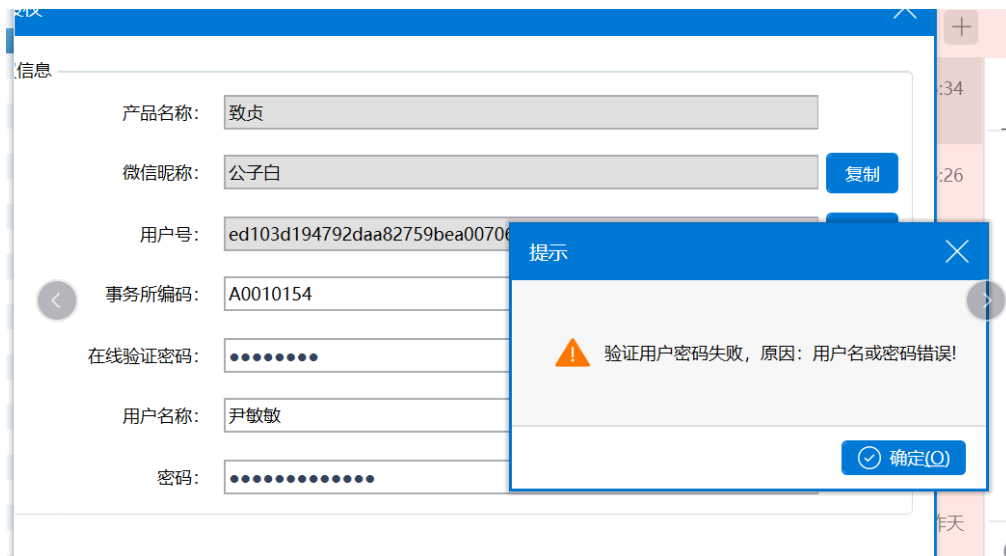 信息
:34
产品名称：
致贞
微信昵称：
公子白
复制
:26
用户号：
ed103d194792daa82759bea00706
提示
事务所编码：
A0010154
在线验证密码：
●●●●●●●●
验证用户密码失败，原因：用户名或密码错误!
用户名称：
尹敏敏
确定(O)
密码：
●●●●●●●●●●●●●
昨天